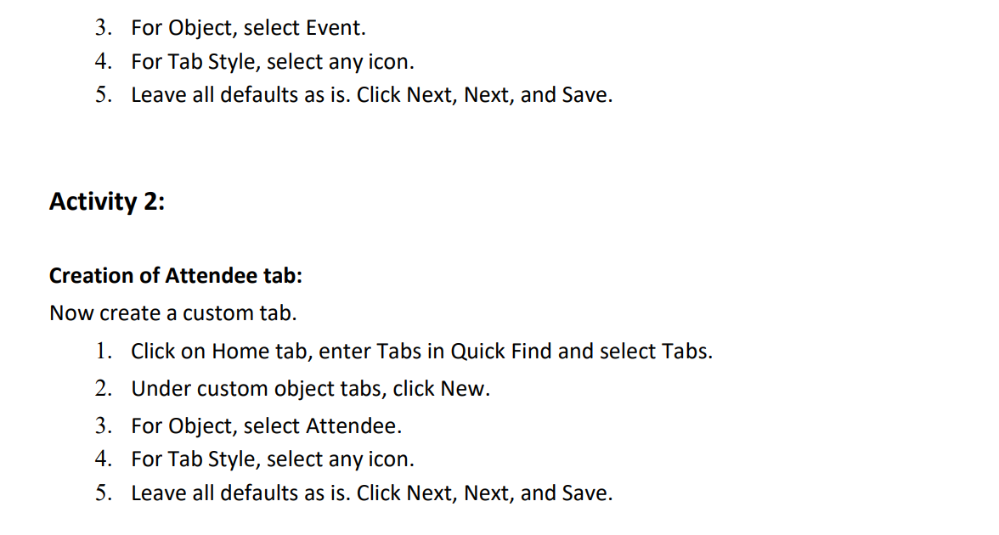 3. For Object, select Event.
4. For Tab Style, select any icon.
5. Leave all defaults as is. Click Next, Next, and Save.
Activity 2:
Creation of Attendee tab:
Now create a custom tab.
1. Click on Home tab, enter Tabs in Quick Find and select Tabs.
2. Under custom object tabs, click New.
3. For Object, select Attendee.
4. For Tab Style, select any icon.
5. Leave all defaults as is. Click Next, Next, and Save.